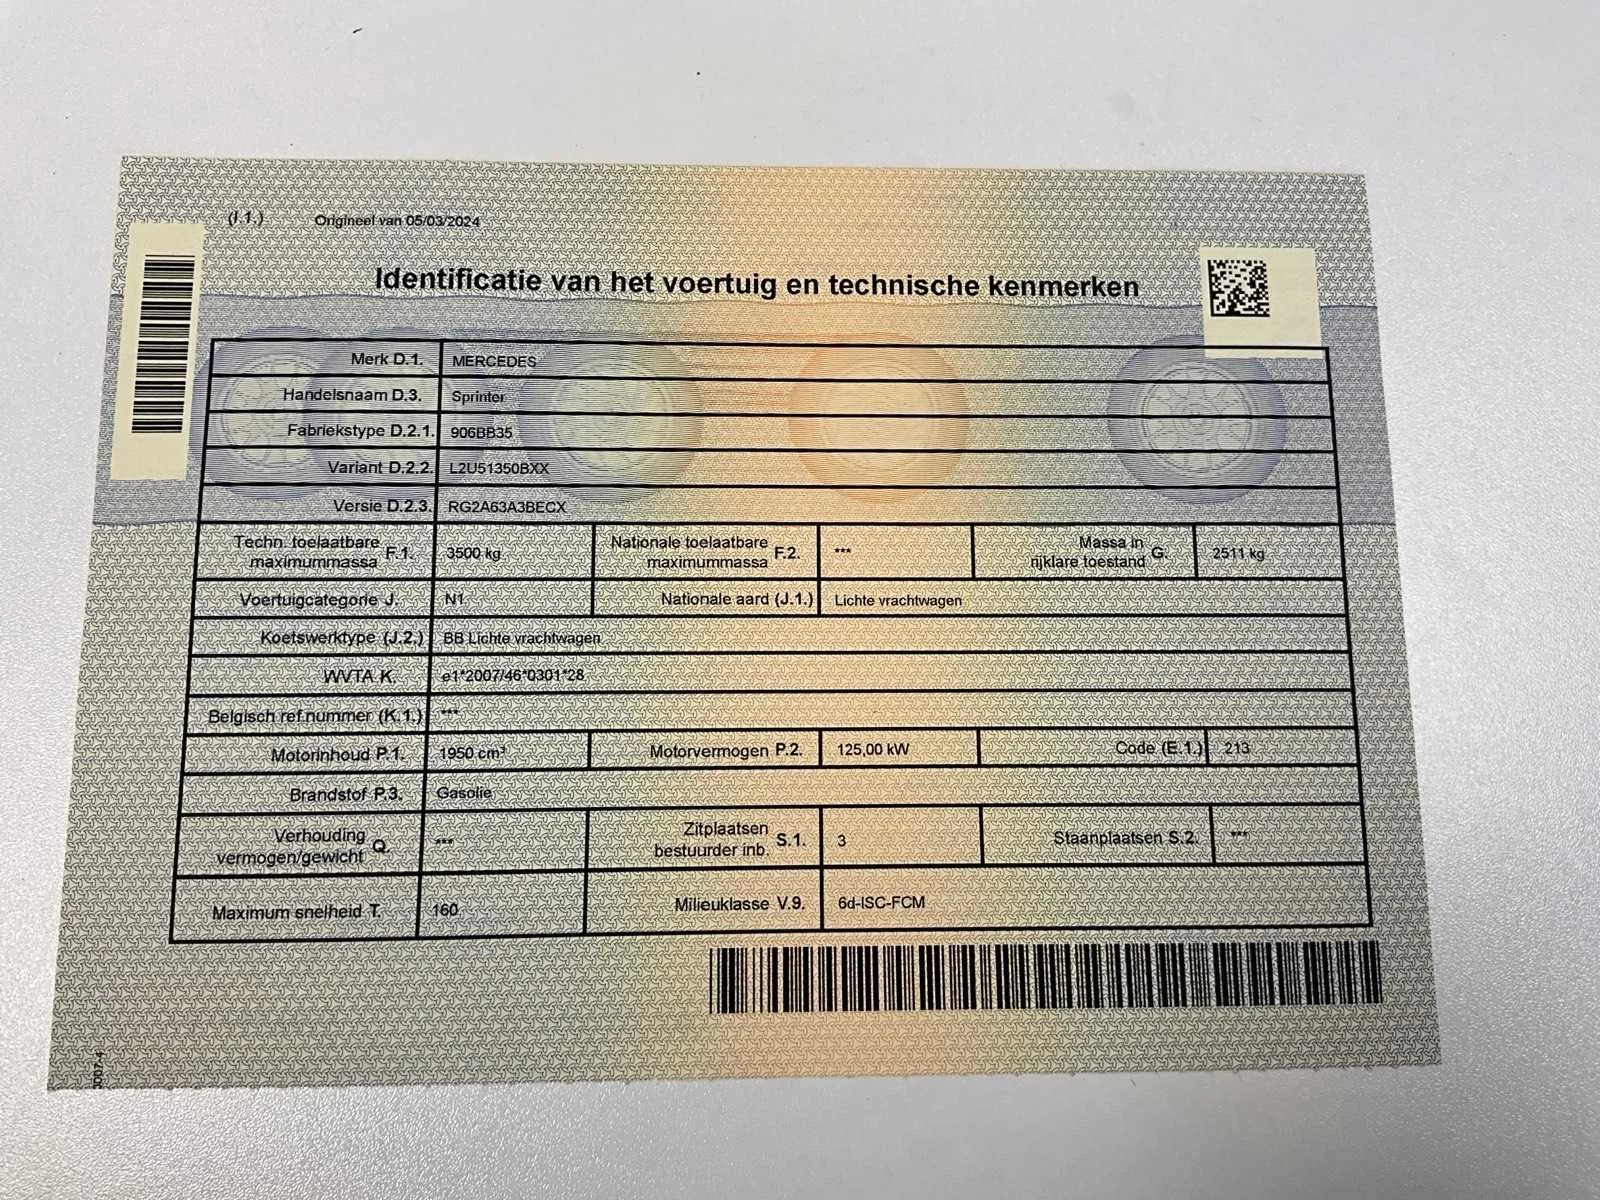 (I.1.) Origineel van 05/03/2024
Identificatie van het voertuig en technische kenmerken
Merk D.1. MERCEDES
Handelsnaam D.3. Sprinter
Fabriekstype D.2.1. 906BB35
Variant D.2.2. L2U51350BXX
Versie D.2.3. RG2A63A3BECX
Techn. toelaatbare maximummassa F.1. 3500 kg Nationale toelaatbare maximummassa F.2. *** Massa in rijklare toestand G. 2511 kg
Voertuigcategorie J. N1 Nationale aard (J.1.) Lichte vrachtwagen
Koetswerktype (J.2.) BB Lichte vrachtwagen
WVTA K. e1*2007/46*0301*28
Belgisch ref.nummer (K.1.) ***
Motorinhoud P.1. 1950 cm³ Motorvermogen P.2. 125,00 kW Code (E.1.) 213
Brandstof P.3. Gasolie
Verhouding vermogen/gewicht Q. *** Zitplaatsen bestuurder inb. S.1. 3 Staanplaatsen S.2. ***
Maximum snelheid T. 160 Milieuklasse V.9. 6d-ISC-FCM
0007-4